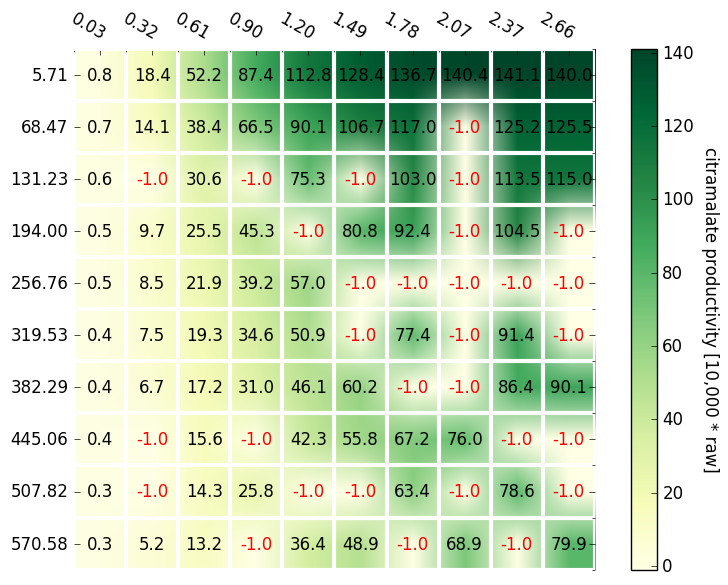 0.03 0.32 0.61 0.90 1.20 1.49 1.78 2.07 2.37 2.66
5.71 0.8 18.4 52.2 87.4 112.8 128.4 136.7 140.4 141.1 140.0
68.47 0.7 14.1 38.4 66.5 90.1 106.7 117.0 -1.0 125.2 125.5
131.23 0.6 -1.0 30.6 -1.0 75.3 -1.0 103.0 -1.0 113.5 115.0
194.00 0.5 9.7 25.5 45.3 -1.0 80.8 92.4 -1.0 104.5 -1.0
256.76 0.5 8.5 21.9 39.2 57.0 -1.0 -1.0 -1.0 -1.0 -1.0
319.53 0.4 7.5 19.3 34.6 50.9 -1.0 77.4 -1.0 91.4 -1.0
382.29 0.4 6.7 17.2 31.0 46.1 60.2 -1.0 -1.0 86.4 90.1
445.06 0.4 -1.0 15.6 -1.0 42.3 55.8 67.2 76.0 -1.0 -1.0
507.82 0.3 -1.0 14.3 25.8 -1.0 -1.0 63.4 -1.0 78.6 -1.0
570.58 0.3 5.2 13.2 -1.0 36.4 48.9 -1.0 68.9 -1.0 79.9
140
120
100
80
60
40
20
0
citramalate productivity [10,000 * raw]